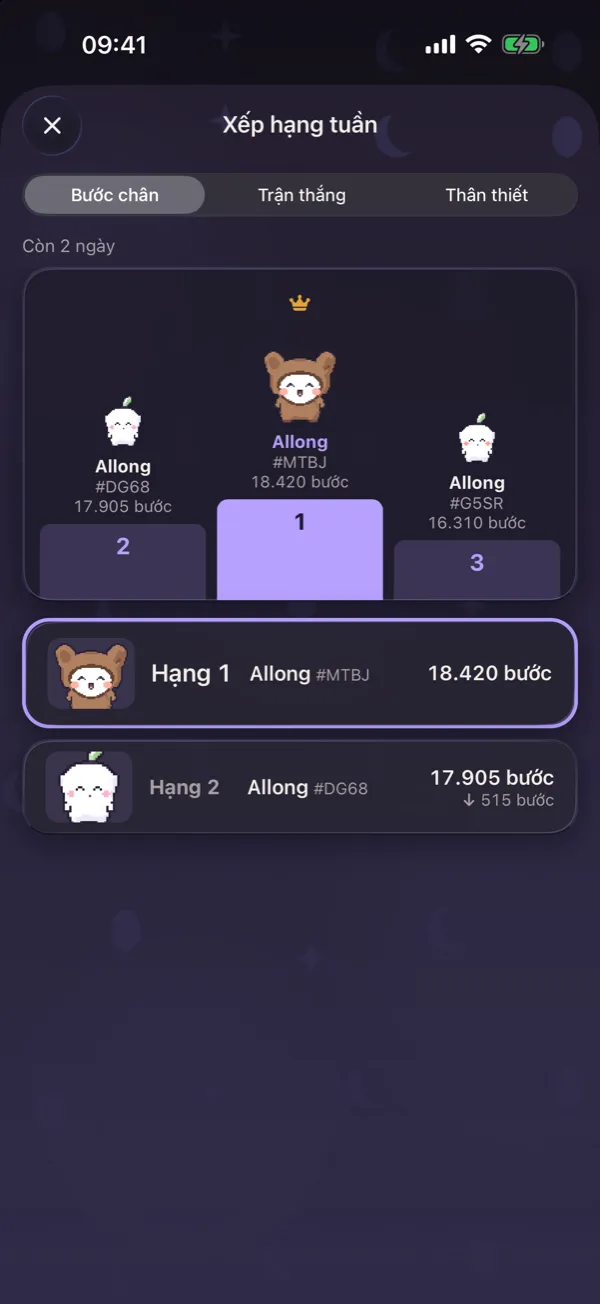 09:41
Xếp hạng tuần
Bước chân
Trận thắng
Thân thiết
Còn 2 ngày
Allong
#MTBJ
18.420 bước
1
Allong
#DG68
17.905 bước
2
Allong
#G5SR
16.310 bước
3
Hạng 1 Allong #MTBJ 18.420 bước
Hạng 2 Allong #DG68 17.905 bước
↓ 515 bước